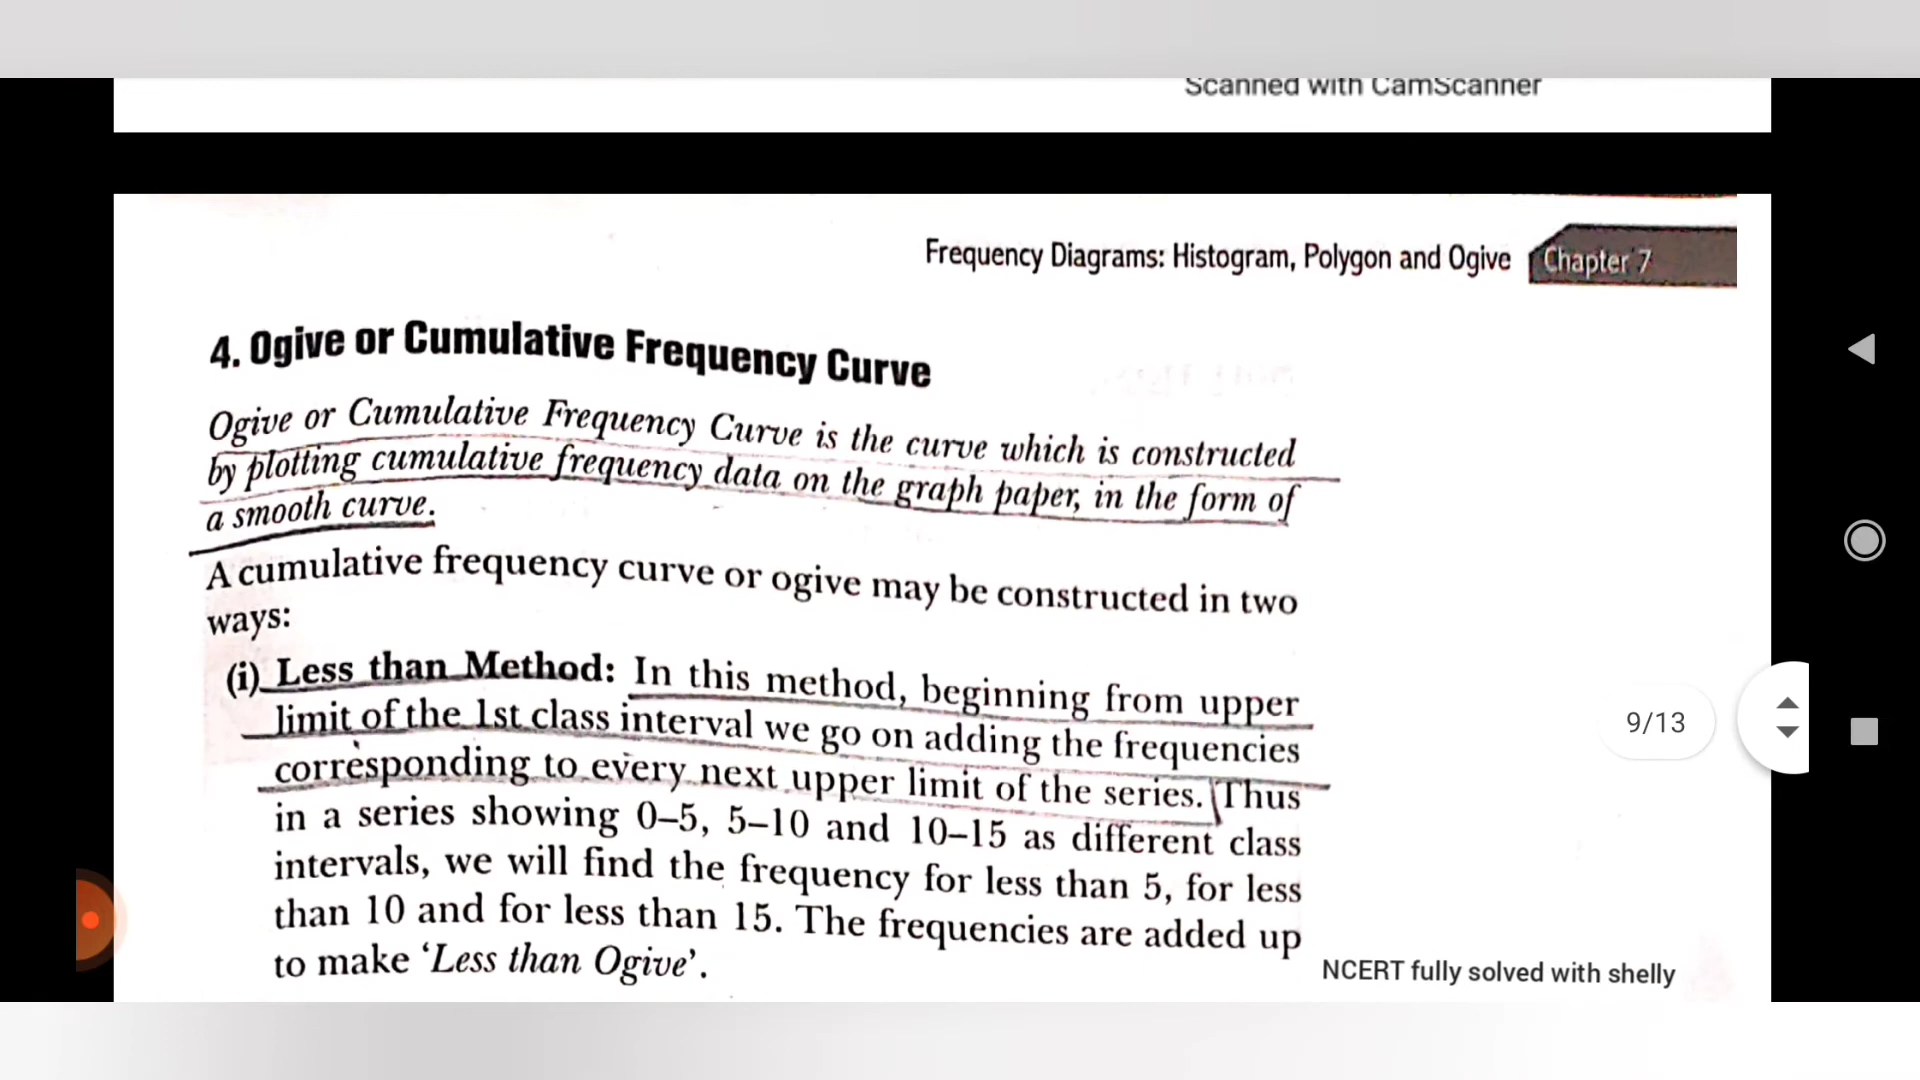 Scanned with CamScanner
Frequency Diagrams: Histogram, Polygon and Ogive Chapter 7
4. Ogive or Cumulative Frequency Curve
Ogive or Cumulative Frequency Curve is the curve which is constructed
by plotting cumulative frequency data on the graph paper, in the form of
a smooth curve.
A cumulative frequency curve or ogive may be constructed in two
ways:
(i) Less than Method: In this method, beginning from upper
limit of the 1st class interval we go on adding the frequencies
corresponding to every next upper limit of the series. Thus
in a series showing 0–5, 5–10 and 10–15 as different class
intervals, we will find the frequency for less than 5, for less
than 10 and for less than 15. The frequencies are added up
to make ‘Less than Ogive’.
9/13
NCERT fully solved with shelly